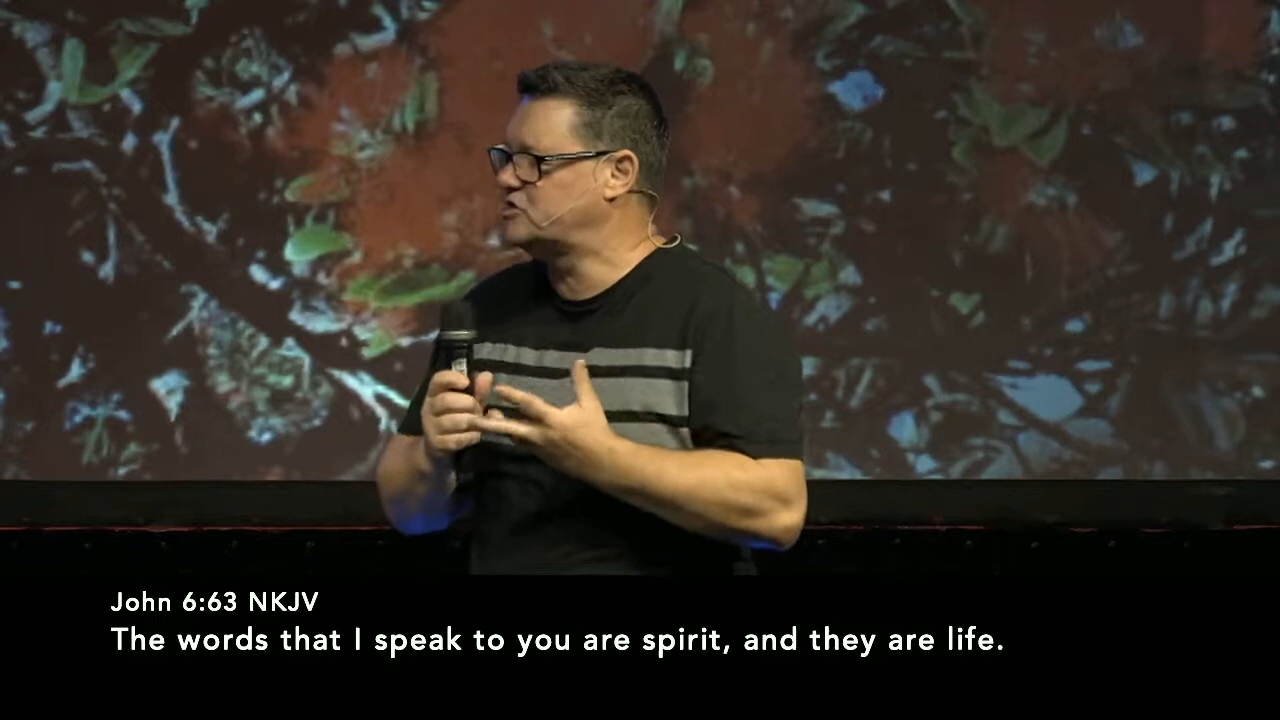 John 6:63 NKJV
The words that I speak to you are spirit, and they are life.